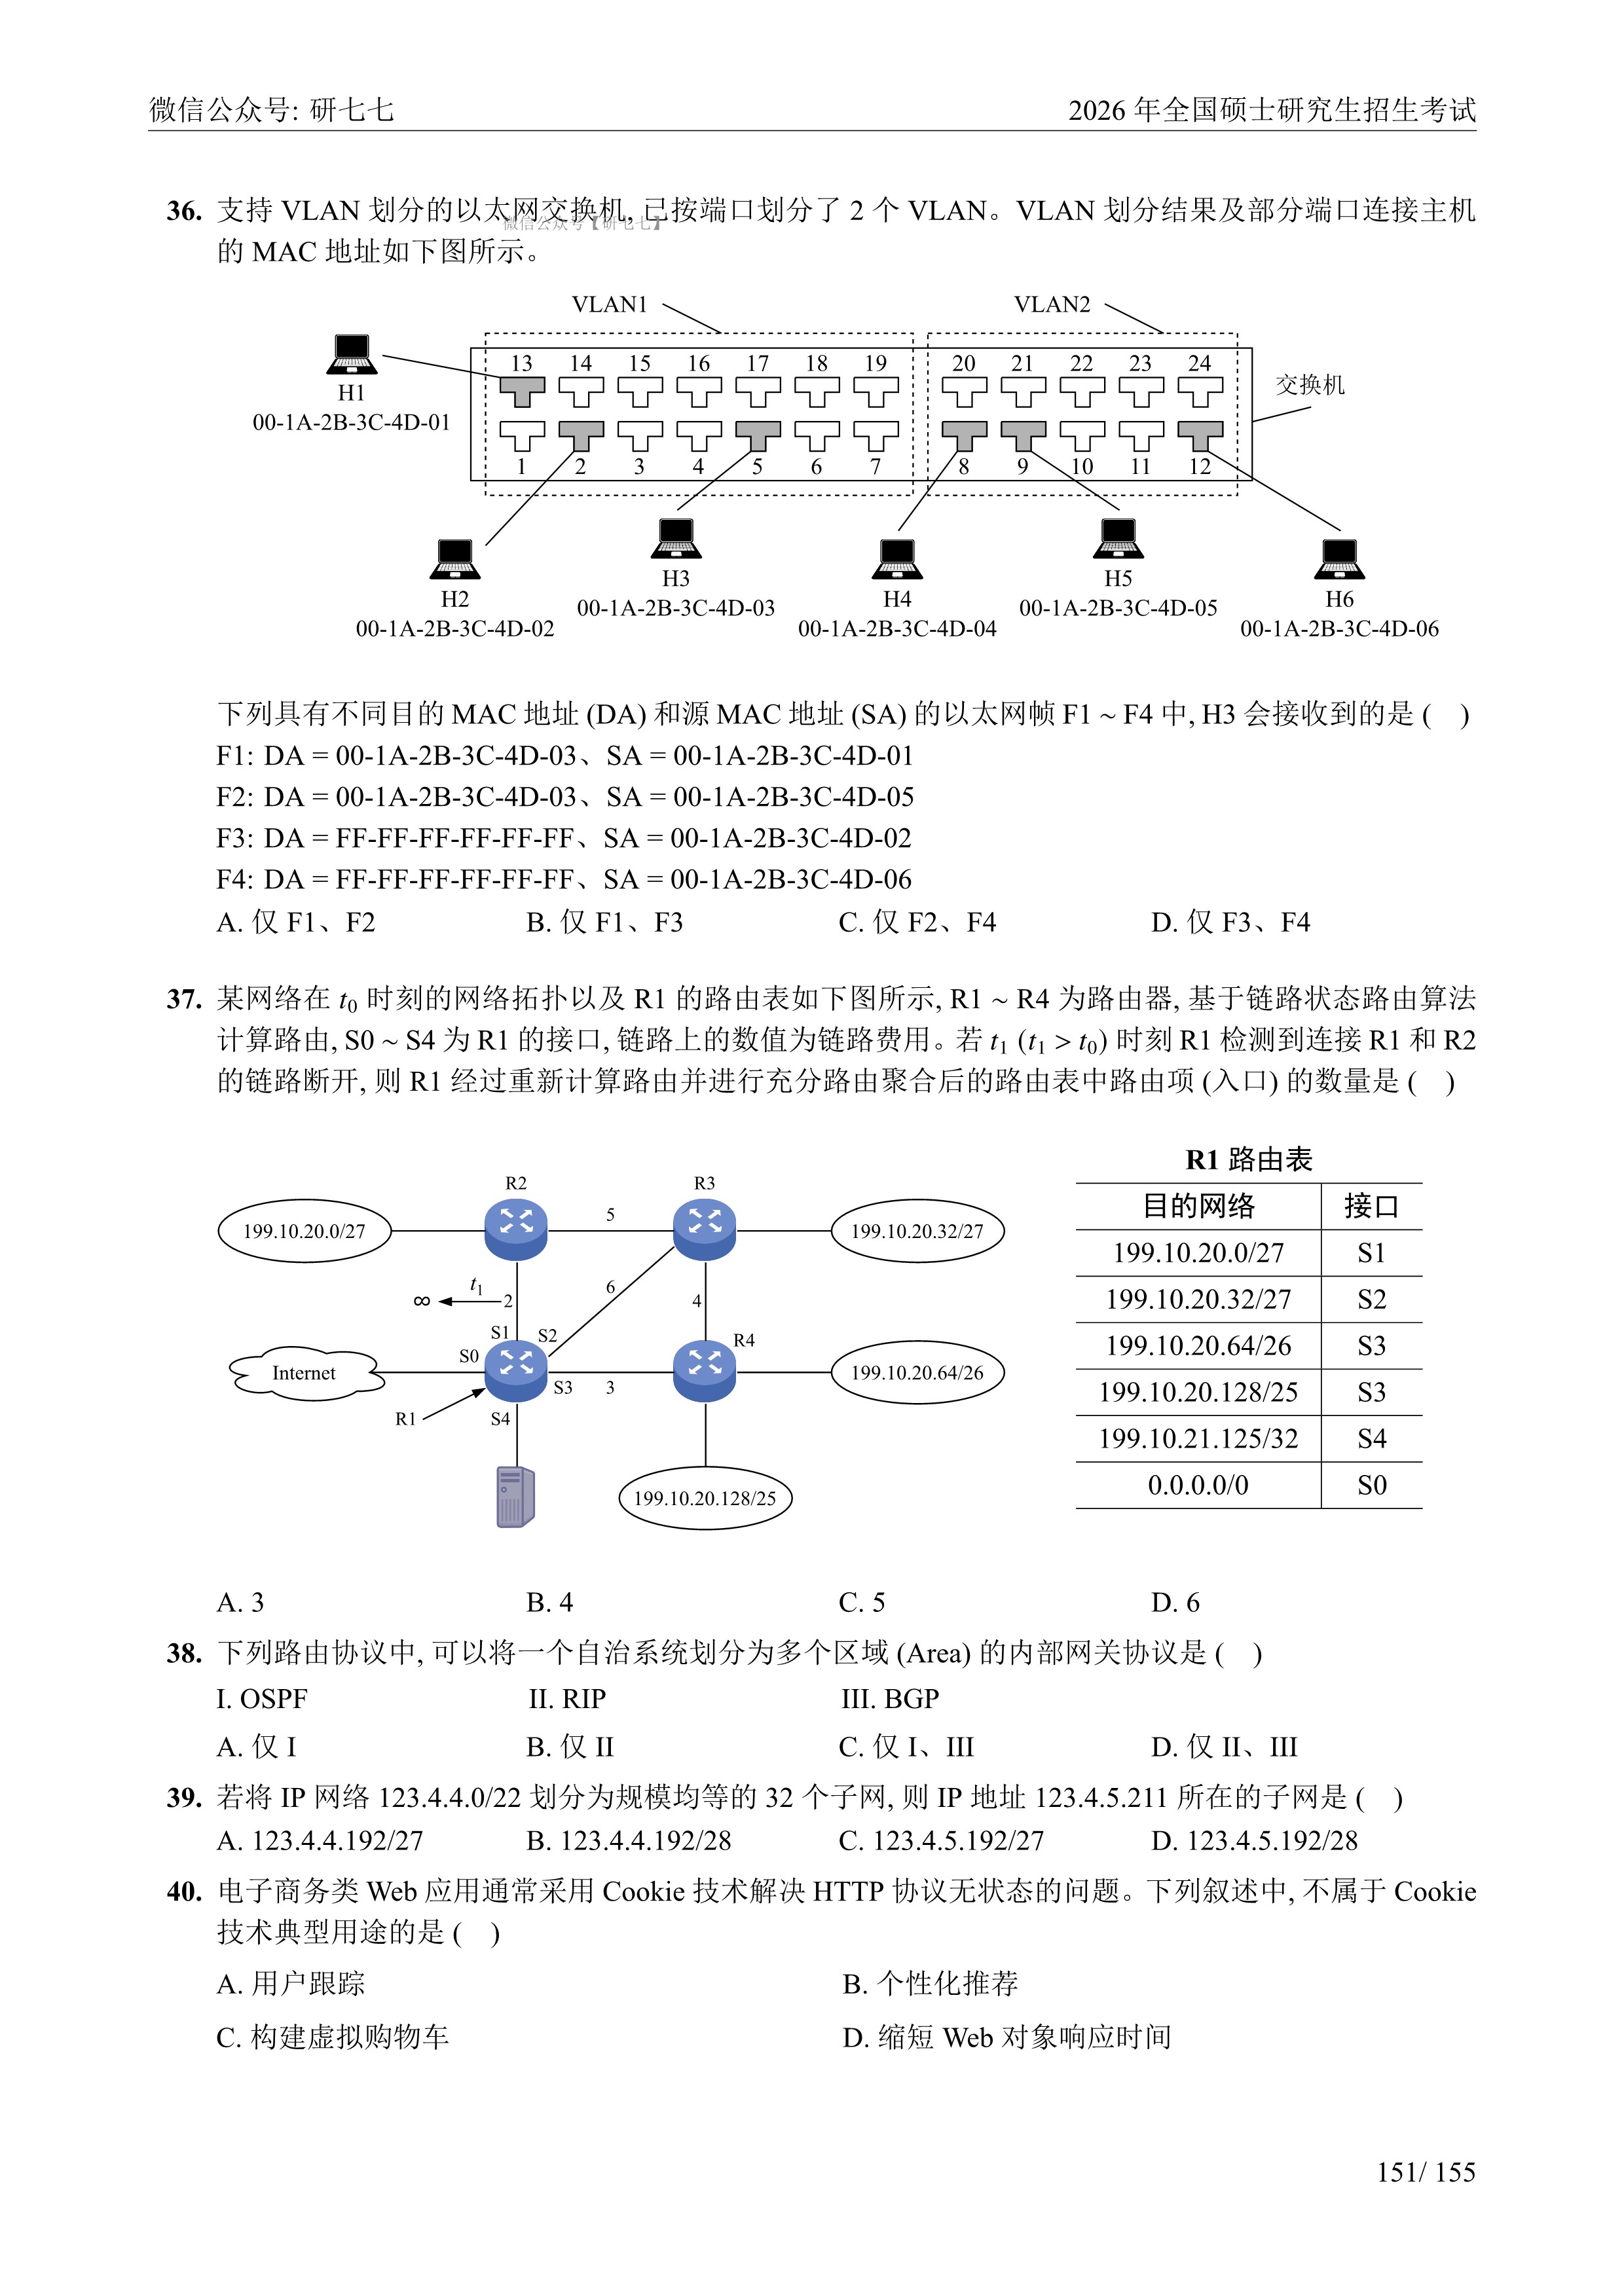 微信公众号: 研七七
2026 年全国硕士研究生招生考试
36. 支持 VLAN 划分的以太网交换机, 已按端口划分了 2 个 VLAN。VLAN 划分结果及部分端口连接主机
微信公众号【研七七】
的 MAC 地址如下图所示。
VLAN1
VLAN2
13 14 15 16 17 18 19 20 21 22 23 24
交换机
H1
00-1A-2B-3C-4D-01
1 2 3 4 5 6 7 8 9 10 11 12
H2
00-1A-2B-3C-4D-02
H3
00-1A-2B-3C-4D-03
H4
00-1A-2B-3C-4D-04
H5
00-1A-2B-3C-4D-05
H6
00-1A-2B-3C-4D-06
下列具有不同目的 MAC 地址 (DA) 和源 MAC 地址 (SA) 的以太网帧 F1 ~ F4 中, H3 会接收到的是 ( )
F1: DA = 00-1A-2B-3C-4D-03、SA = 00-1A-2B-3C-4D-01
F2: DA = 00-1A-2B-3C-4D-03、SA = 00-1A-2B-3C-4D-05
F3: DA = FF-FF-FF-FF-FF-FF、SA = 00-1A-2B-3C-4D-02
F4: DA = FF-FF-FF-FF-FF-FF、SA = 00-1A-2B-3C-4D-06
A. 仅 F1、F2 B. 仅 F1、F3 C. 仅 F2、F4 D. 仅 F3、F4
37. 某网络在 t0 时刻的网络拓扑以及 R1 的路由表如下图所示, R1 ~ R4 为路由器, 基于链路状态路由算法
计算路由, S0 ~ S4 为 R1 的接口, 链路上的数值为链路费用。若 t1 (t1 > t0) 时刻 R1 检测到连接 R1 和 R2
的链路断开, 则 R1 经过重新计算路由并进行充分路由聚合后的路由表中路由项 (入口) 的数量是 ( )
R2
R3
199.10.20.0/27
5
199.10.20.32/27
t1
∞
2
6
4
S1
S2
R4
S0
Internet
199.10.20.64/26
S3
3
R1
S4
199.10.20.128/25
R1 路由表
目的网络 接口
199.10.20.0/27 S1
199.10.20.32/27 S2
199.10.20.64/26 S3
199.10.20.128/25 S3
199.10.21.125/32 S4
0.0.0.0/0 S0
A. 3 B. 4 C. 5 D. 6
38. 下列路由协议中, 可以将一个自治系统划分为多个区域 (Area) 的内部网关协议是 ( )
I. OSPF II. RIP III. BGP
A. 仅 I B. 仅 II C. 仅 I、III D. 仅 II、III
39. 若将 IP 网络 123.4.4.0/22 划分为规模均等的 32 个子网, 则 IP 地址 123.4.5.211 所在的子网是 ( )
A. 123.4.4.192/27 B. 123.4.4.192/28 C. 123.4.5.192/27 D. 123.4.5.192/28
40. 电子商务类 Web 应用通常采用 Cookie 技术解决 HTTP 协议无状态的问题。下列叙述中, 不属于 Cookie
技术典型用途的是 ( )
A. 用户跟踪 B. 个性化推荐
C. 构建虚拟购物车 D. 缩短 Web 对象响应时间
151/ 155